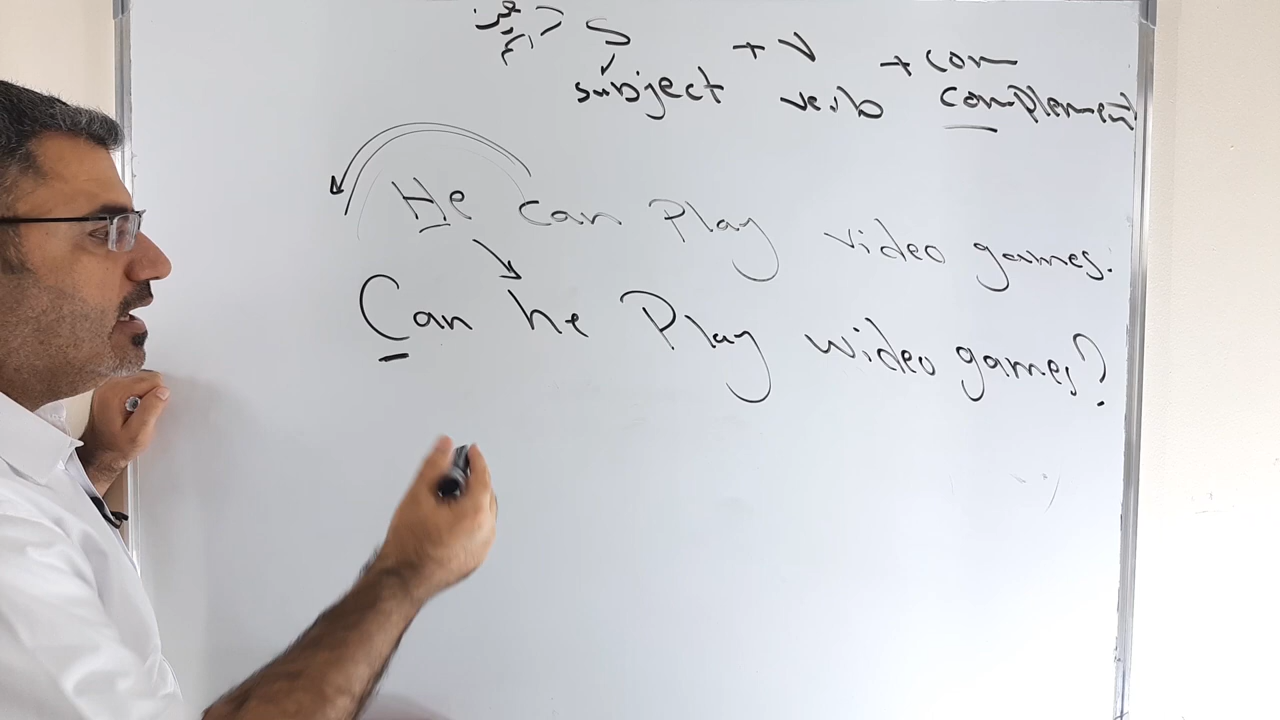 ? S + V + com
subject verb complement
He can Play video games.
Can he Play wideo games?